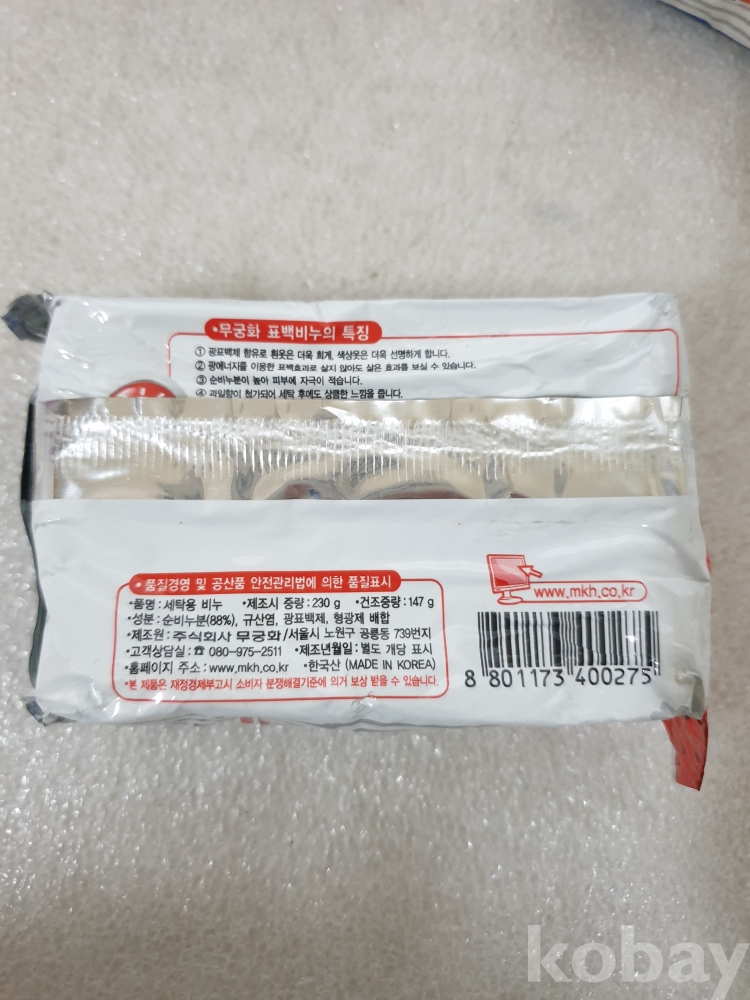 •무궁화 표백비누의 특징
① 광표백제 함유로 흰옷은 더욱 희게, 색상옷은 더욱 선명하게 합니다.
② 광에너지를 이용한 표백효과로 삶지 않아도 삶은 효과를 보실 수 있습니다.
③ 순비누분이 높아 피부에 자극이 적습니다.
④ 과일향이 첨가되어 세탁 후에도 상큼한 느낌을 줍니다.
•품질경영 및 공산품 안전관리법에 의한 품질표시
•품명 : 세탁용 비누 •제조시 중량 : 230 g •건조중량 : 147 g
•성분 : 순비누분(88%), 규산염, 광표백제, 형광제 배합
•제조원 : 주식회사 무궁화/서울시 노원구 공릉동 739번지
•고객상담실 : ☎ 080-975-2511 •제조년월일 : 별도 개당 표시
•홈페이지 주소 : www.mkh.co.kr •한국산 (MADE IN KOREA)
•본 제품은 재정경제부고시 소비자 분쟁해결기준에 의거 보상 받을 수 있습니다.
www.mkh.co.kr
8 801173 400275
kobay